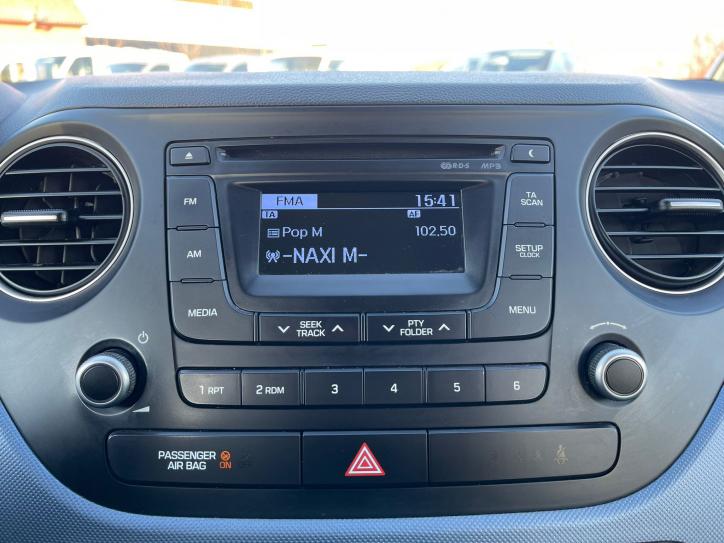 R·D·S MP3
FM
AM
MEDIA
FMA 15:41
TA AF
Pop M 102.50
-NAXI M-
TA
SCAN
SETUP
CLOCK
MENU
SEEK
TRACK
PTY
FOLDER
1 RPT 2 RDM 3 4 5 6
PASSENGER
AIR BAG ON OFF